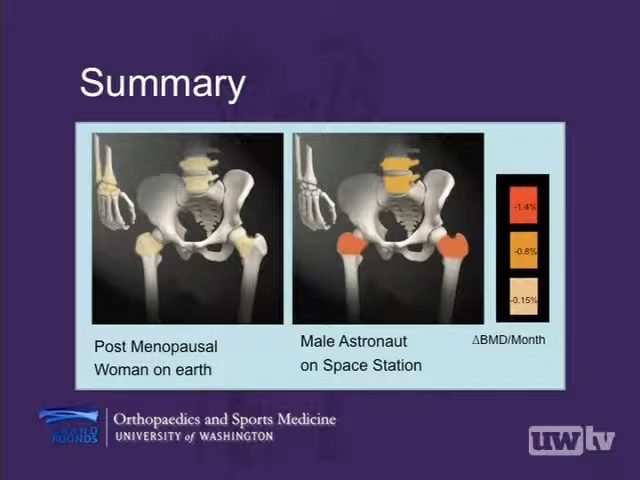 Summary
-1.4%
-0.8%
-0.15%
Post Menopausal
Woman on earth
Male Astronaut
on Space Station
ΔBMD/Month
GRAND
ROUNDS
Orthopaedics and Sports Medicine
UNIVERSITY of WASHINGTON
uwtv